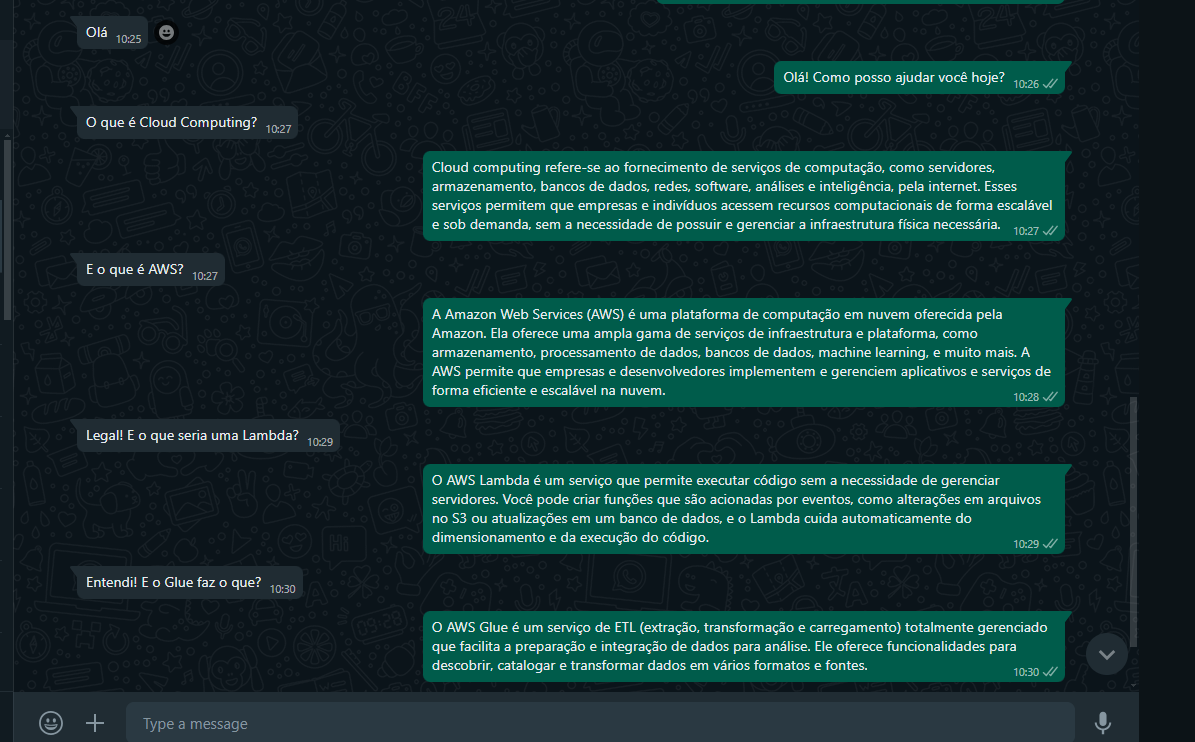 Olá 10:25
Olá! Como posso ajudar você hoje? 10:26
O que é Cloud Computing? 10:27
Cloud computing refere-se ao fornecimento de serviços de computação, como servidores,
armazenamento, bancos de dados, redes, software, análises e inteligência, pela internet. Esses
serviços permitem que empresas e indivíduos acessem recursos computacionais de forma escalável
e sob demanda, sem a necessidade de possuir e gerenciar a infraestrutura física necessária. 10:27
E o que é AWS? 10:27
A Amazon Web Services (AWS) é uma plataforma de computação em nuvem oferecida pela
Amazon. Ela oferece uma ampla gama de serviços de infraestrutura e plataforma, como
armazenamento, processamento de dados, bancos de dados, machine learning, e muito mais. A
AWS permite que empresas e desenvolvedores implementem e gerenciem aplicativos e serviços de
forma eficiente e escalável na nuvem. 10:28
Legal! E o que seria uma Lambda? 10:29
O AWS Lambda é um serviço que permite executar código sem a necessidade de gerenciar
servidores. Você pode criar funções que são acionadas por eventos, como alterações em arquivos
no S3 ou atualizações em um banco de dados, e o Lambda cuida automaticamente do
dimensionamento e da execução do código. 10:29
Entendi! E o Glue faz o que? 10:30
O AWS Glue é um serviço de ETL (extração, transformação e carregamento) totalmente gerenciado
que facilita a preparação e integração de dados para análise. Ele oferece funcionalidades para
descobrir, catalogar e transformar dados em vários formatos e fontes. 10:30
Type a message